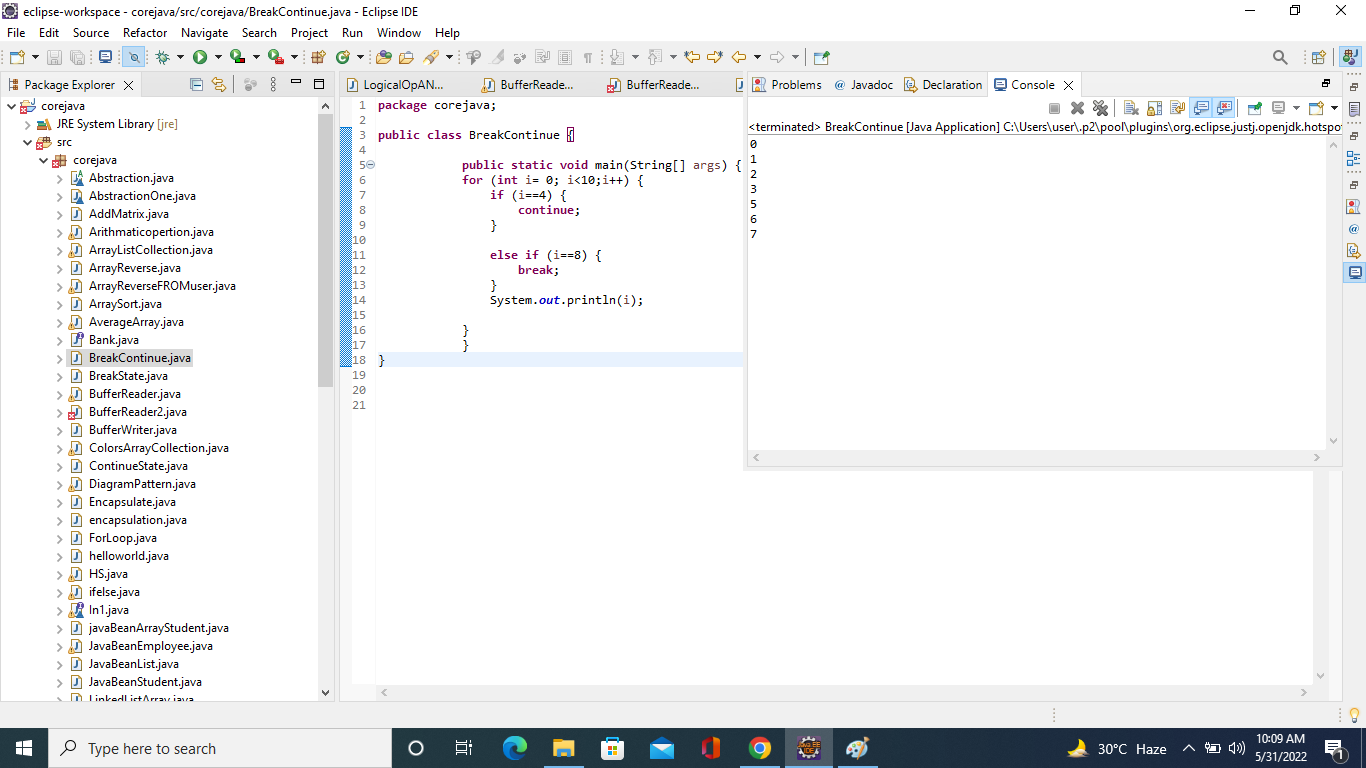 eclipse-workspace - corejava/src/corejava/BreakContinue.java - Eclipse IDE
File Edit Source Refactor Navigate Search Project Run Window Help
Package Explorer
corejava
JRE System Library [jre]
src
corejava
Abstraction.java
AbstractionOne.java
AddMatrix.java
Arithmaticopertion.java
ArrayListCollection.java
ArrayReverse.java
ArrayReverseFROMuser.java
ArraySort.java
AverageArray.java
Bank.java
BreakContinue.java
BreakState.java
BufferReader.java
BufferReader2.java
BufferWriter.java
ColorsArrayCollection.java
ContinueState.java
DiagramPattern.java
Encapsulate.java
encapsulation.java
ForLoop.java
helloworld.java
HS.java
ifelse.java
In1.java
javaBeanArrayStudent.java
JavaBeanEmployee.java
JavaBeanList.java
JavaBeanStudent.java
LinkedListArray.java
LogicalOpAN... BufferReade... BufferReade...
1 package corejava;
2
3 public class BreakContinue {
4
5 public static void main(String[] args) {
6 for (int i= 0; i<10;i++) {
7 if (i==4) {
8 continue;
9 }
10
11 else if (i==8) {
12 break;
13 }
14 System.out.println(i);
15
16 }
17 }
18 }
19
20
21
Problems @ Javadoc Declaration Console
<terminated> BreakContinue [Java Application] C:\Users\user\.p2\pool\plugins\org.eclipse.justj.openjdk.hotspo
0
1
2
3
5
6
7
Type here to search
30°C Haze
10:09 AM
5/31/2022
1